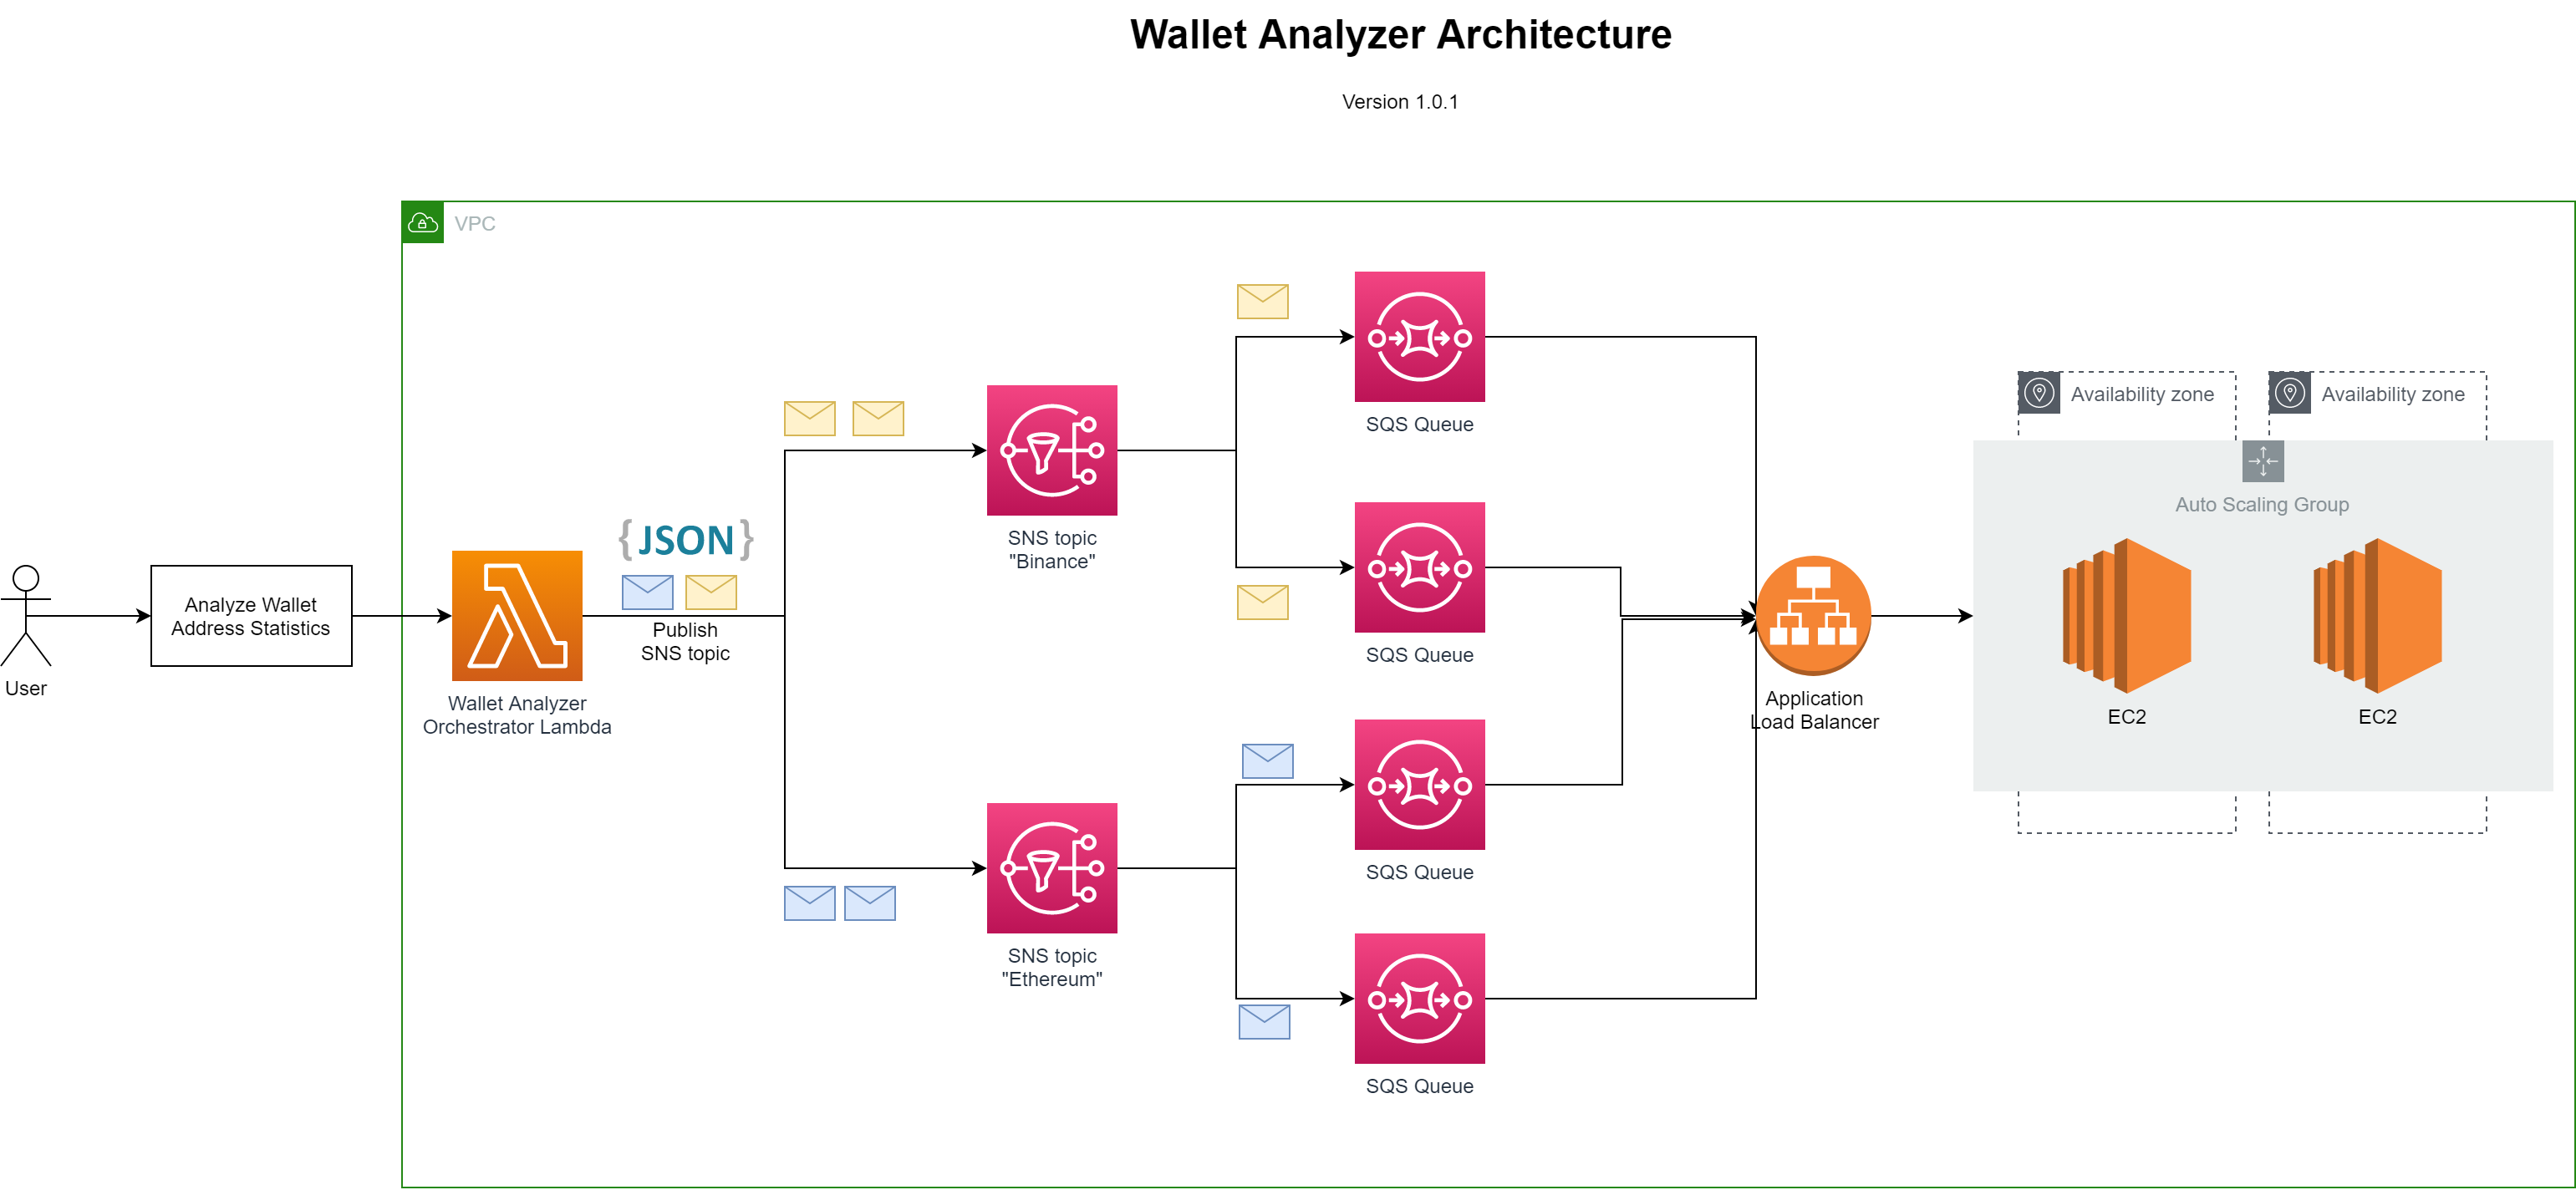 Wallet Analyzer Architecture
Version 1.0.1
VPC
User
Analyze Wallet
Address Statistics
Wallet Analyzer
Orchestrator Lambda
{JSON}
Publish
SNS topic
SNS topic
"Binance"
SNS topic
"Ethereum"
SQS Queue
SQS Queue
SQS Queue
SQS Queue
Application
Load Balancer
Availability zone
Availability zone
Auto Scaling Group
EC2
EC2